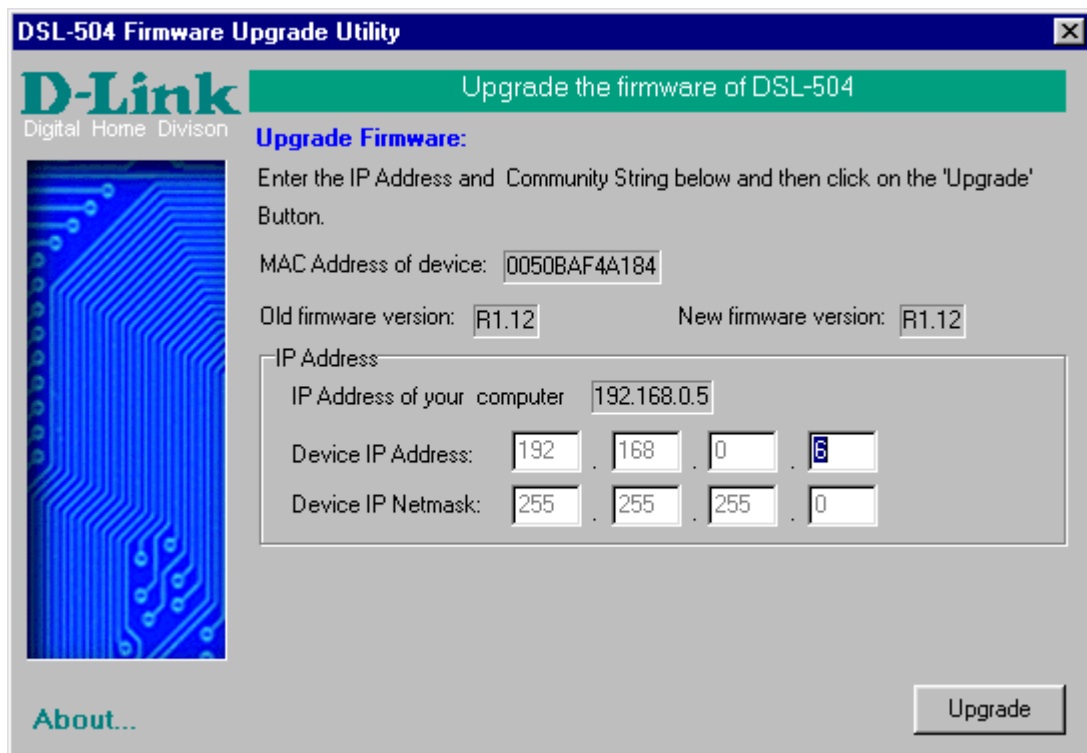 DSL-504 Firmware Upgrade Utility
D-Link
Digital Home Divison
Upgrade the firmware of DSL-504
Upgrade Firmware:
Enter the IP Address and Community String below and then click on the 'Upgrade'
Button.
MAC Address of device: 0050BAF4A184
Old firmware version: R1.12 New firmware version: R1.12
IP Address
IP Address of your computer 192.168.0.5
Device IP Address: 192 . 168 . 0 . 6
Device IP Netmask: 255 . 255 . 255 . 0
About...
Upgrade